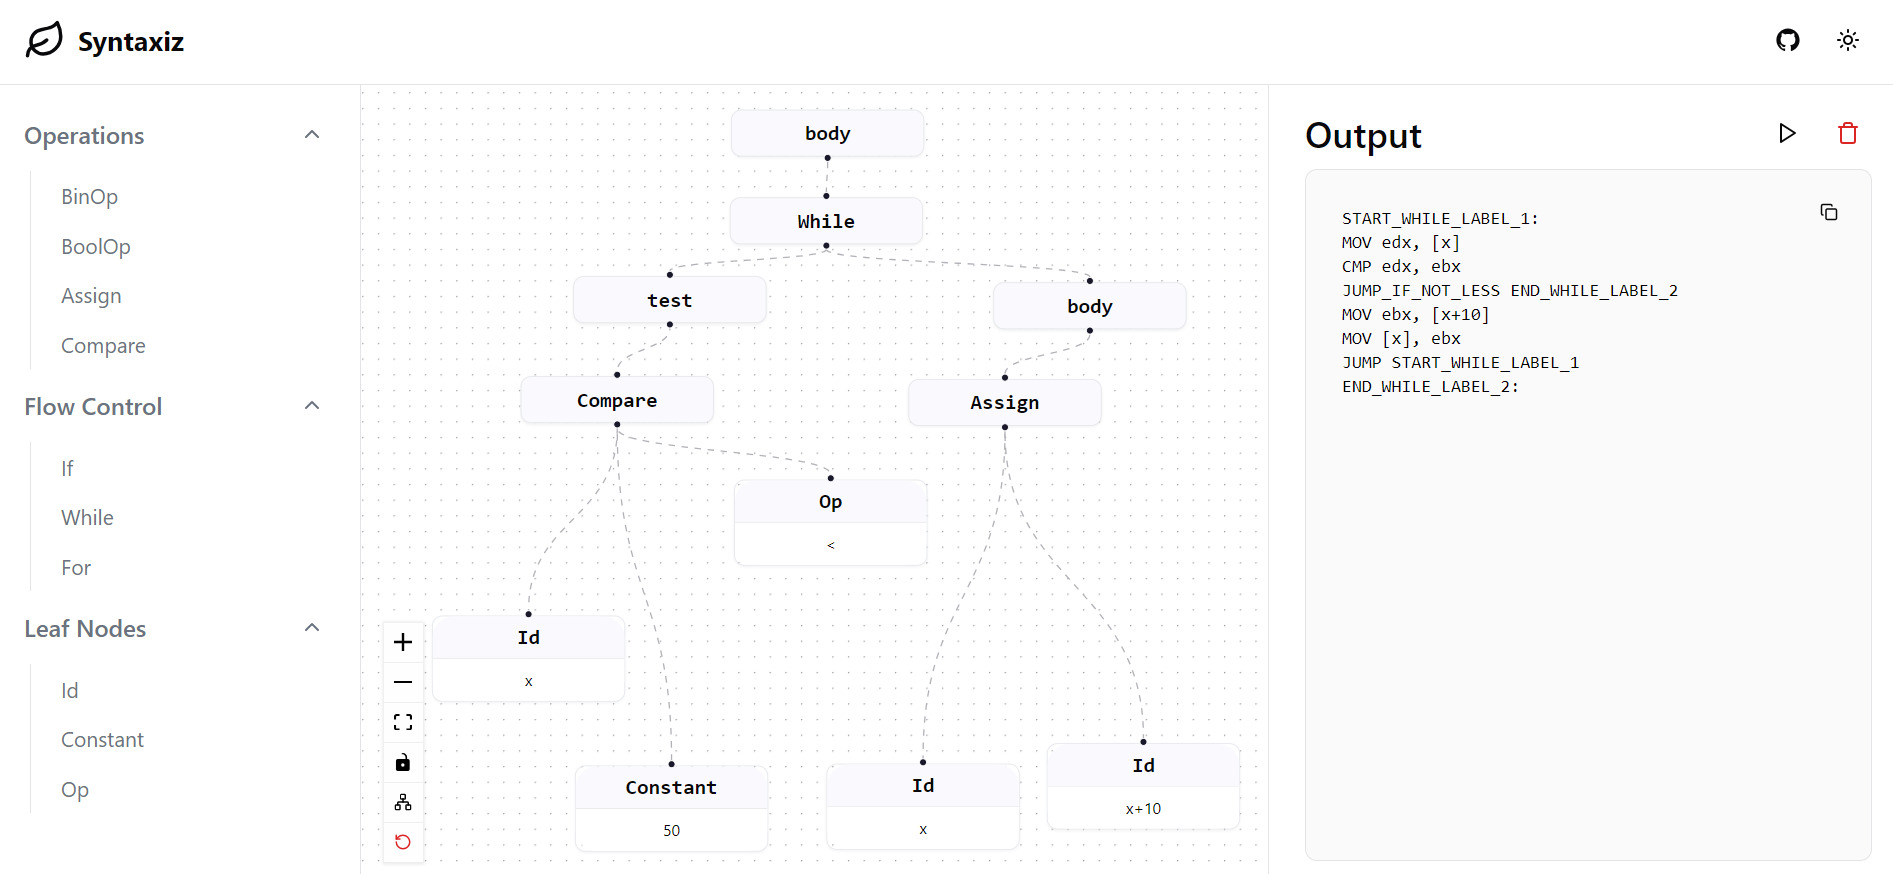 Syntaxiz
Operations
BinOp
BoolOp
Assign
Compare
Flow Control
If
While
For
Leaf Nodes
Id
Constant
Op
body
While
test
body
Compare
Assign
Op
<
Id
x
Constant
50
Id
x
Id
x+10
Output
START_WHILE_LABEL_1:
MOV edx, [x]
CMP edx, ebx
JUMP_IF_NOT_LESS END_WHILE_LABEL_2
MOV ebx, [x+10]
MOV [x], ebx
JUMP START_WHILE_LABEL_1
END_WHILE_LABEL_2: